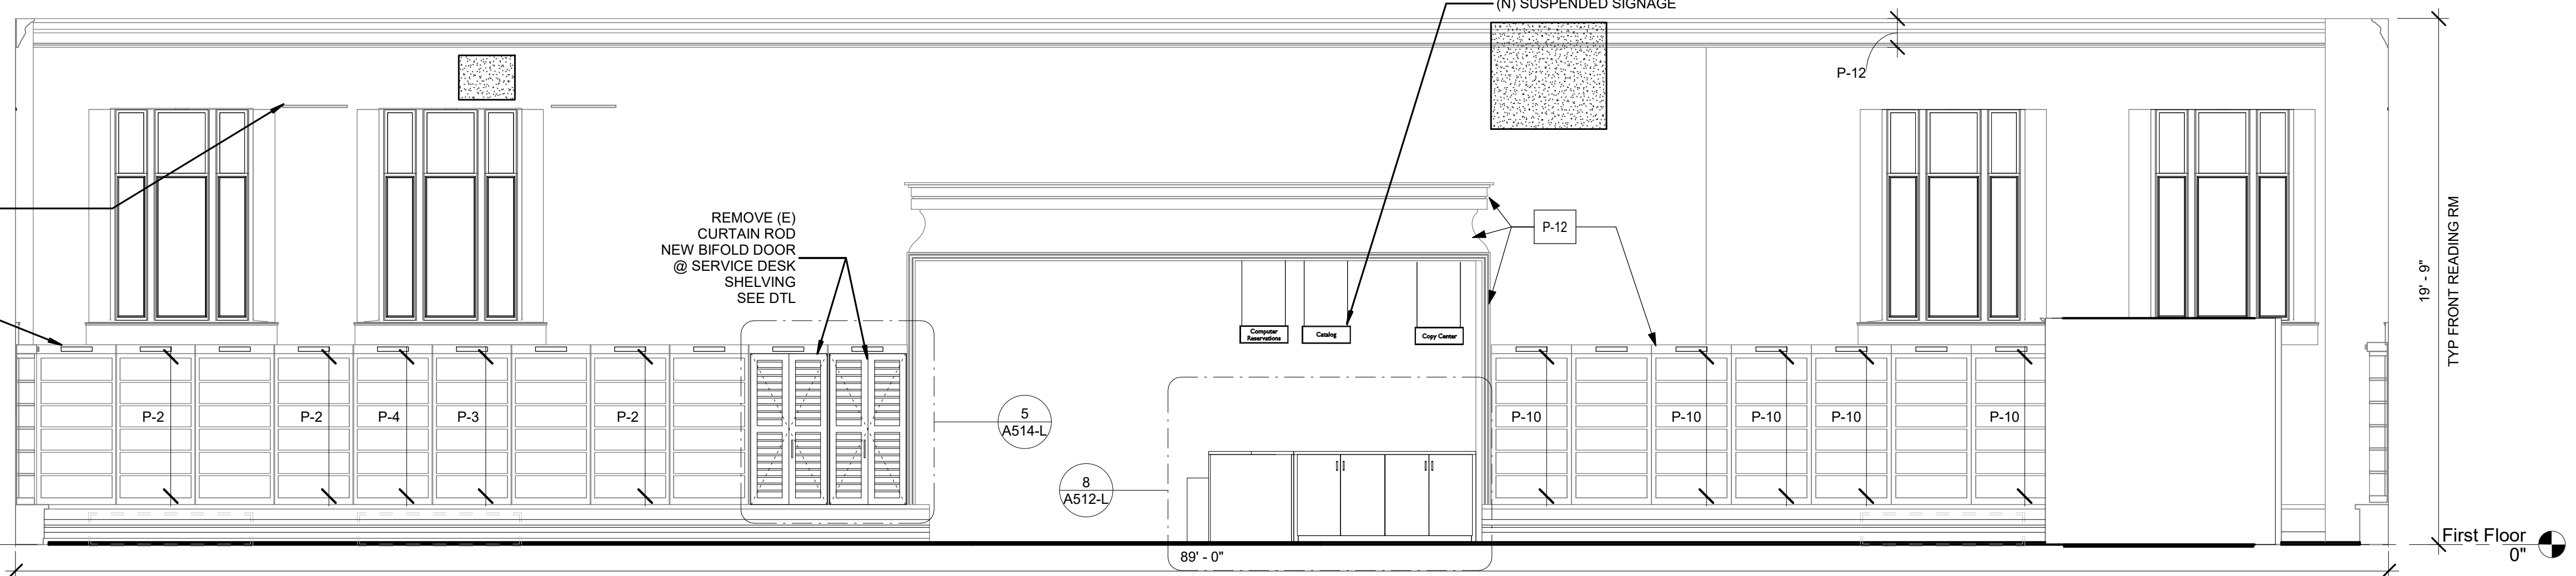 (N) SUSPENDED SIGNAGE
P-12
REMOVE (E)
CURTAIN ROD
NEW BIFOLD DOOR
@ SERVICE DESK
SHELVING
SEE DTL
P-12
19' - 9"
TYP FRONT READING RM
Computer
Reservations
Catalog
Copy Center
P-2
P-2
P-4
P-3
P-2
5
A514-L
P-10
P-10
P-10
P-10
P-10
8
A512-L
89' - 0"
First Floor
0"